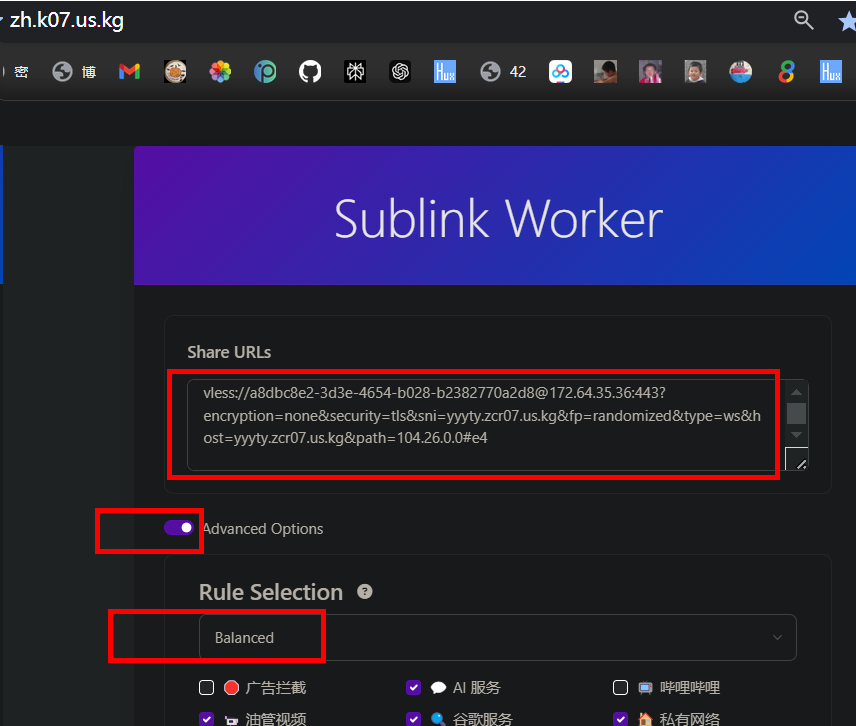 zh.k07.us.kg
密 博 42
Hux
Hux
Sublink Worker
Share URLs
vless://a8dbc8e2-3d3e-4654-b028-b2382770a2d8@172.64.35.36:443?
encryption=none&security=tls&sni=yyyty.zcr07.us.kg&fp=randomized&type=ws&h
ost=yyyty.zcr07.us.kg&path=104.26.0.0#e4
Advanced Options
Rule Selection ?
Balanced
广告拦截 AI 服务 哔哩哔哩
油管视频 谷歌服务 私有网络